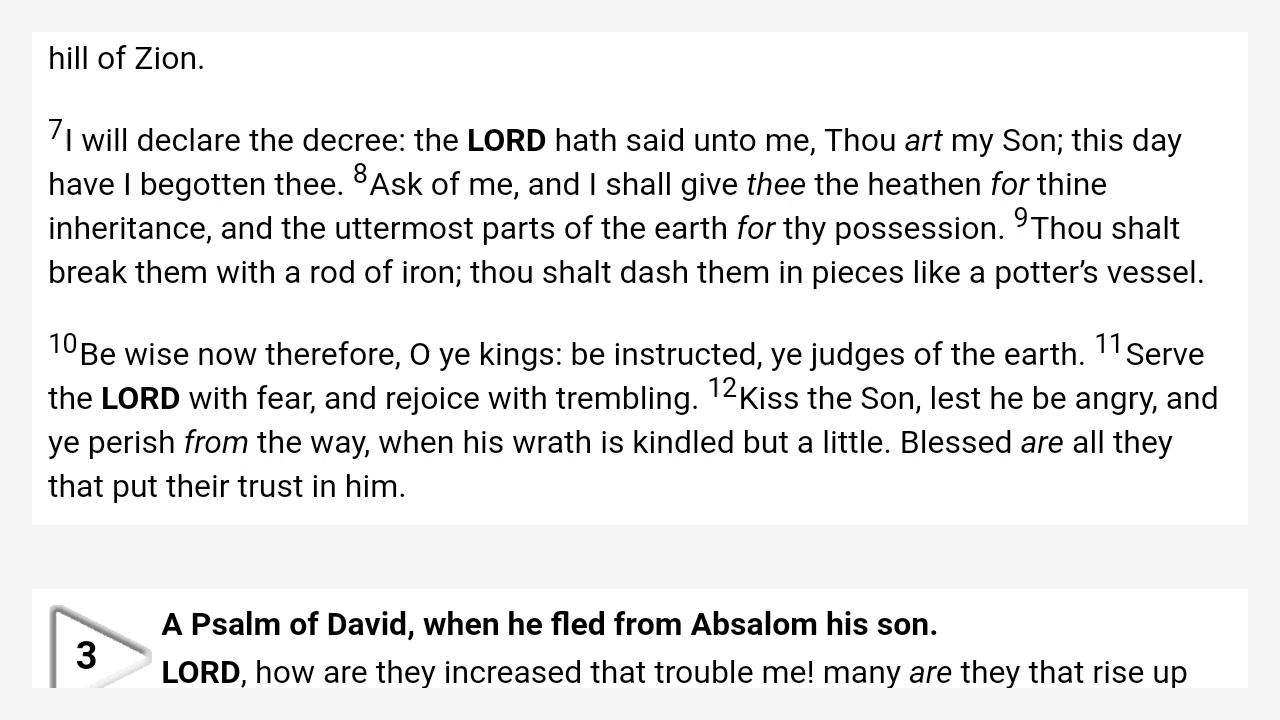 hill of Zion.
7I will declare the decree: the LORD hath said unto me, Thou art my Son; this day
have I begotten thee. 8Ask of me, and I shall give thee the heathen for thine
inheritance, and the uttermost parts of the earth for thy possession. 9Thou shalt
break them with a rod of iron; thou shalt dash them in pieces like a potter’s vessel.
10Be wise now therefore, O ye kings: be instructed, ye judges of the earth. 11Serve
the LORD with fear, and rejoice with trembling. 12Kiss the Son, lest he be angry, and
ye perish from the way, when his wrath is kindled but a little. Blessed are all they
that put their trust in him.
3
A Psalm of David, when he fled from Absalom his son.
LORD, how are they increased that trouble me! many are they that rise up